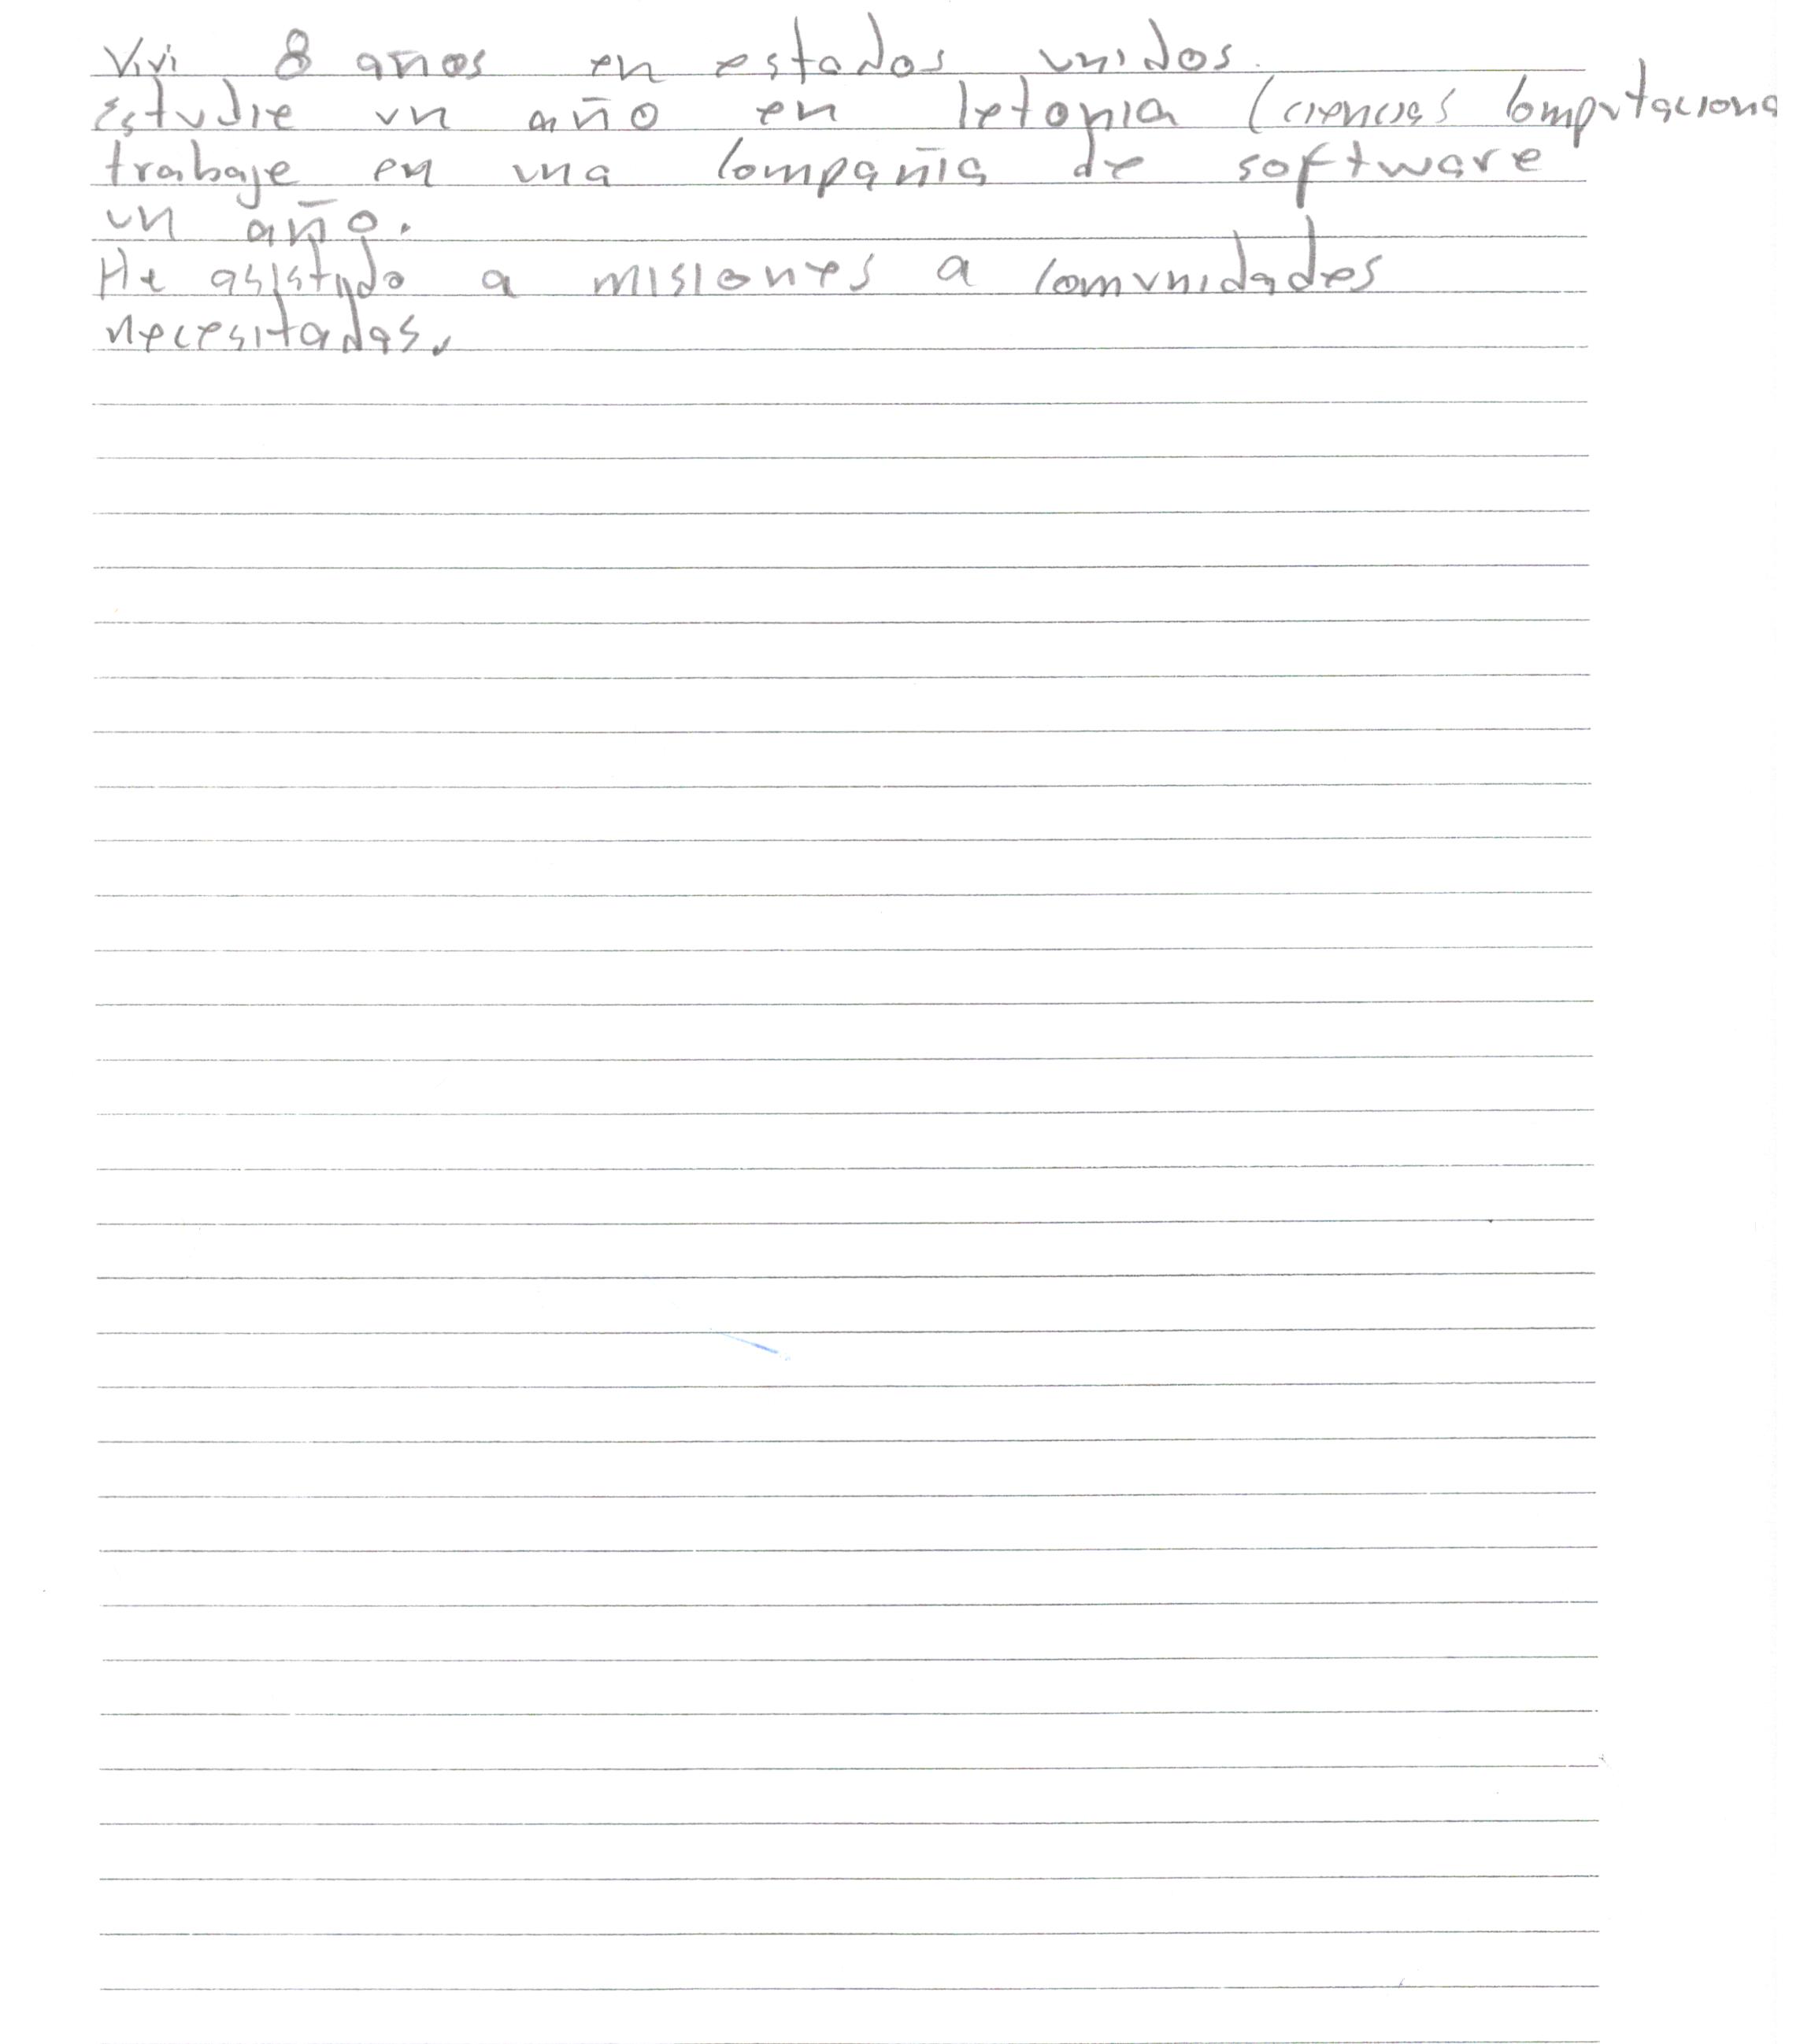 Vivi 8 años en estados unidos.
Estudie un año en letonia (ciencias computaciona
trabaje en una compañia de software
un año.
He asistido a misiones a comunidades
necesitadas.